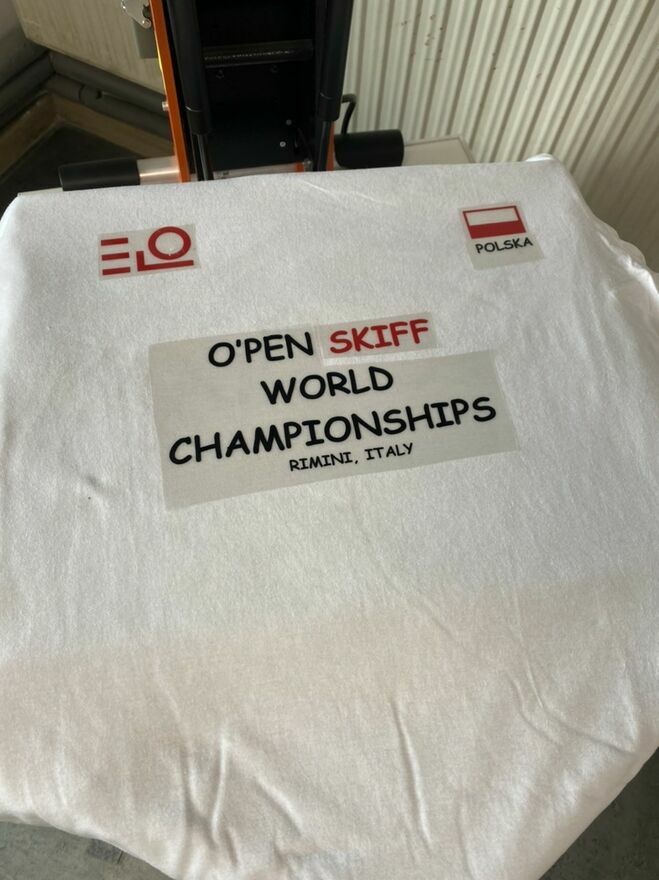 ELO
POLSKA
O'PEN SKIFF
WORLD
CHAMPIONSHIPS
RIMINI, ITALY